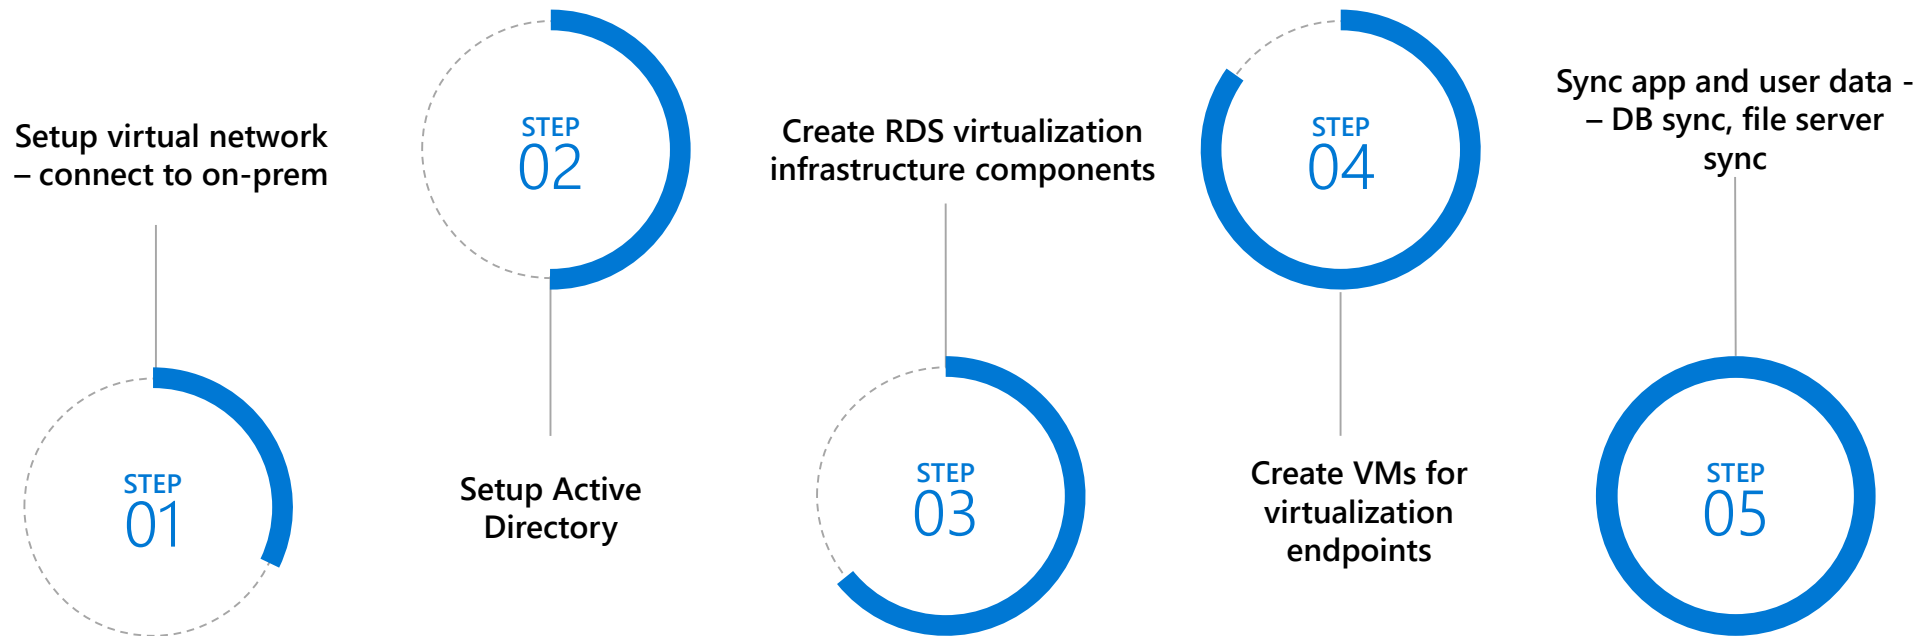 Setup virtual network
– connect to on-prem
STEP
01
STEP
02
Setup Active
Directory
Create RDS virtualization
infrastructure components
STEP
03
STEP
04
Create VMs for
virtualization
endpoints
Sync app and user data -
– DB sync, file server
sync
STEP
05